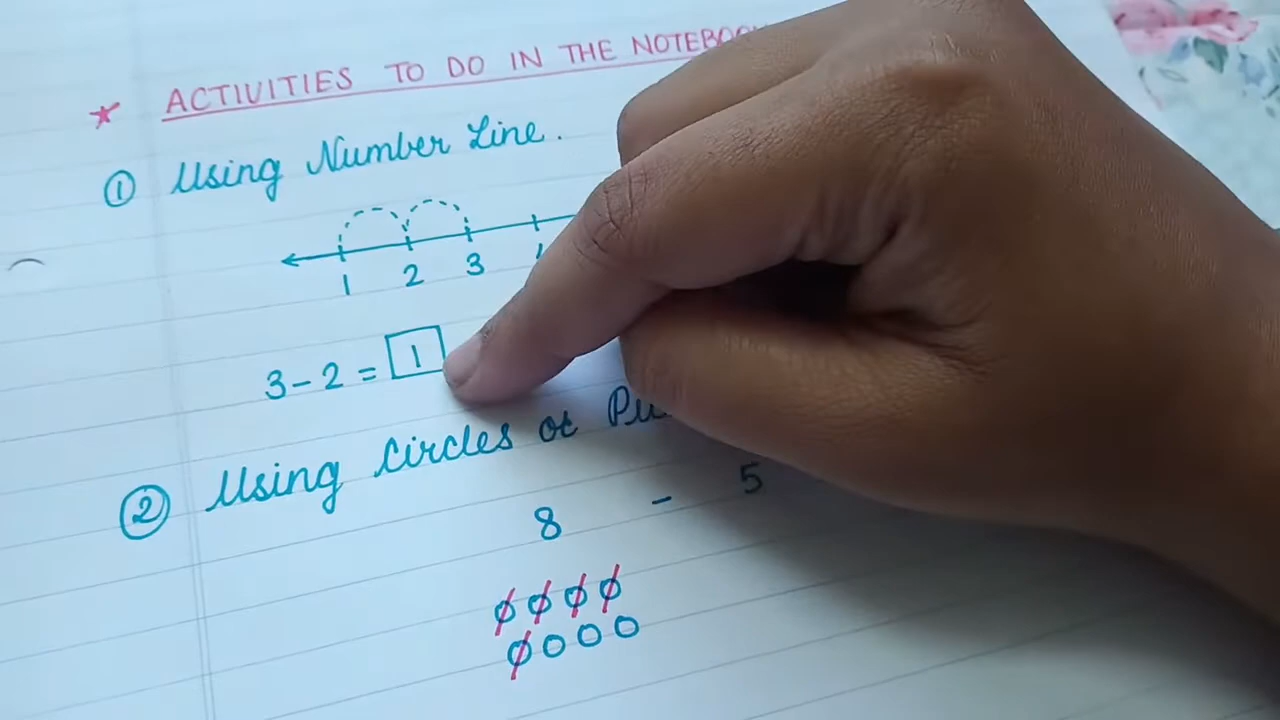 * ACTIVITIES TO DO IN THE
① Using Number Line.
1 2 3
3 - 2 = 1
② Using Circles or
8 - 5